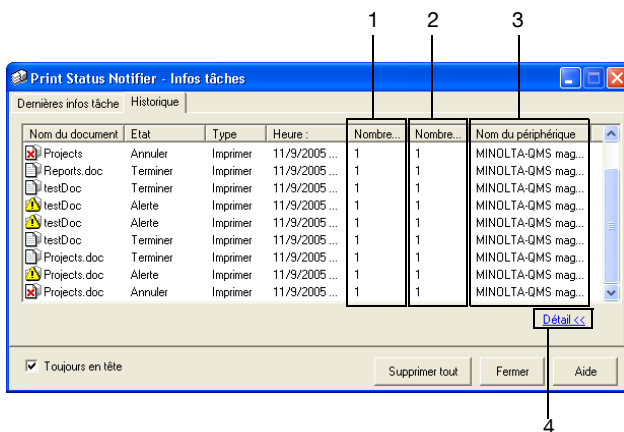 1 2 3
Print Status Notifier - Infos tâches
Dernières infos tâche Historique
Nom du document Etat Type Heure : Nombre... Nombre... Nom du périphérique
Projects Annuler Imprimer 11/9/2005 ... 1 1 MINOLTA-QMS mag...
Reports.doc Terminer Imprimer 11/9/2005 ... 1 1 MINOLTA-QMS mag...
testDoc Terminer Imprimer 11/9/2005 ... 1 1 MINOLTA-QMS mag...
testDoc Alerte Imprimer 11/9/2005 ... 1 1 MINOLTA-QMS mag...
testDoc Alerte Imprimer 11/9/2005 ... 1 1 MINOLTA-QMS mag...
testDoc Terminer Imprimer 11/9/2005 ... 1 1 MINOLTA-QMS mag...
Projects.doc Terminer Imprimer 11/9/2005 ... 1 1 MINOLTA-QMS mag...
Projects.doc Alerte Imprimer 11/9/2005 ... 1 1 MINOLTA-QMS mag...
Projects.doc Annuler Imprimer 11/9/2005 ... 1 1 MINOLTA-QMS mag...
Détail <<
Toujours en tête Supprimer tout Fermer Aide
4